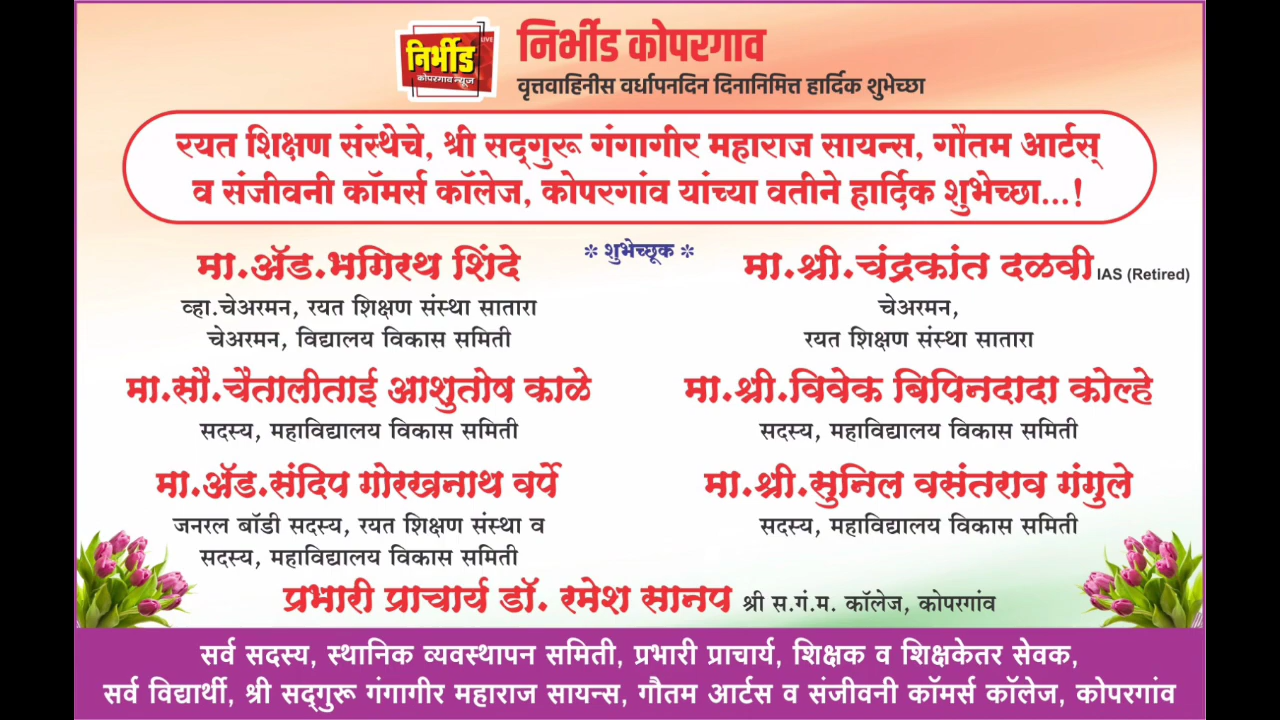 निर्भीड
LIVE
कोपरगाव न्यूज
निर्भीड कोपरगाव
वृत्तवाहिनीस वर्धापनदिन दिनानिमित्त हार्दिक शुभेच्छा
रयत शिक्षण संस्थेचे, श्री सद्गुरू गंगागीर महाराज सायन्स, गौतम आर्टस्
व संजीवनी कॉमर्स कॉलेज, कोपरगांव यांच्या वतीने हार्दिक शुभेच्छा...!
* शुभेच्छूक *
मा.ॲड.भगिरथ शिंदे
व्हा.चेअरमन, रयत शिक्षण संस्था सातारा
चेअरमन, विद्यालय विकास समिती
मा.श्री.चंद्रकांत दळवी IAS (Retired)
चेअरमन,
रयत शिक्षण संस्था सातारा
मा.सौ.चैतालीताई आशुतोष काळे
सदस्य, महाविद्यालय विकास समिती
मा.श्री.विवेक बिपिनदादा कोल्हे
सदस्य, महाविद्यालय विकास समिती
मा.ॲड.संदिप गोरखनाथ वर्पे
जनरल बॉडी सदस्य, रयत शिक्षण संस्था व
सदस्य, महाविद्यालय विकास समिती
मा.श्री.सुनिल वसंतराव गंगुले
सदस्य, महाविद्यालय विकास समिती
प्रभारी प्राचार्य डॉ. रमेश सानप श्री स.गं.म. कॉलेज, कोपरगांव
सर्व सदस्य, स्थानिक व्यवस्थापन समिती, प्रभारी प्राचार्य, शिक्षक व शिक्षकेतर सेवक,
सर्व विद्यार्थी, श्री सद्गुरू गंगागीर महाराज सायन्स, गौतम आर्टस व संजीवनी कॉमर्स कॉलेज, कोपरगांव